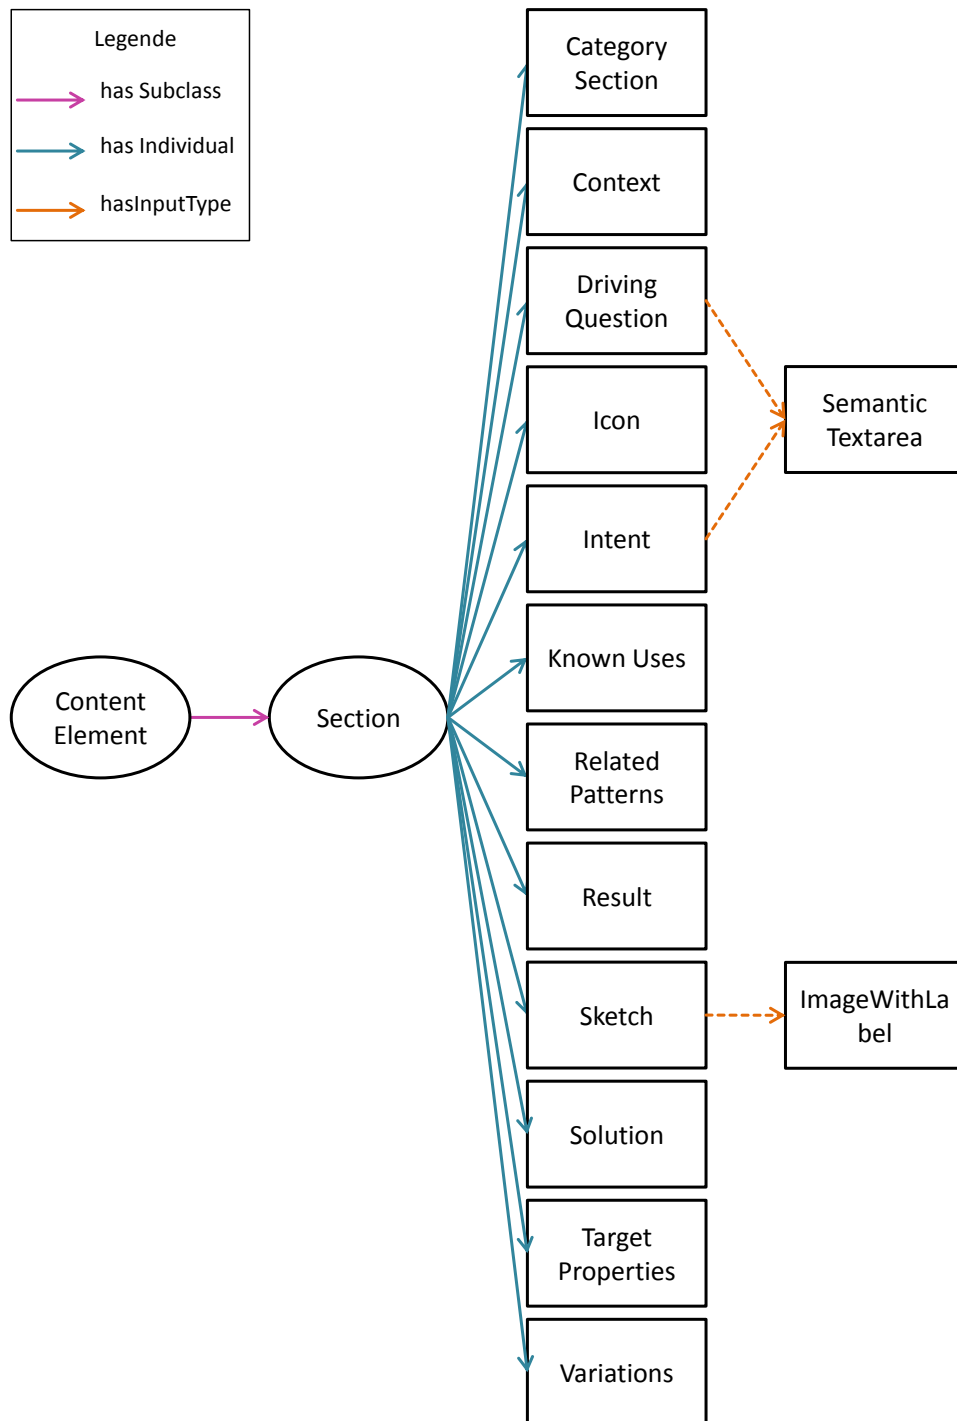 Legende
has Subclass
has Individual
hasInputType
Category
Section
Context
Driving
Question
Icon
Semantic
Textarea
Intent
Known Uses
Content
Element
Section
Related
Patterns
Result
Sketch
ImageWithLa
bel
Solution
Target
Properties
Variations